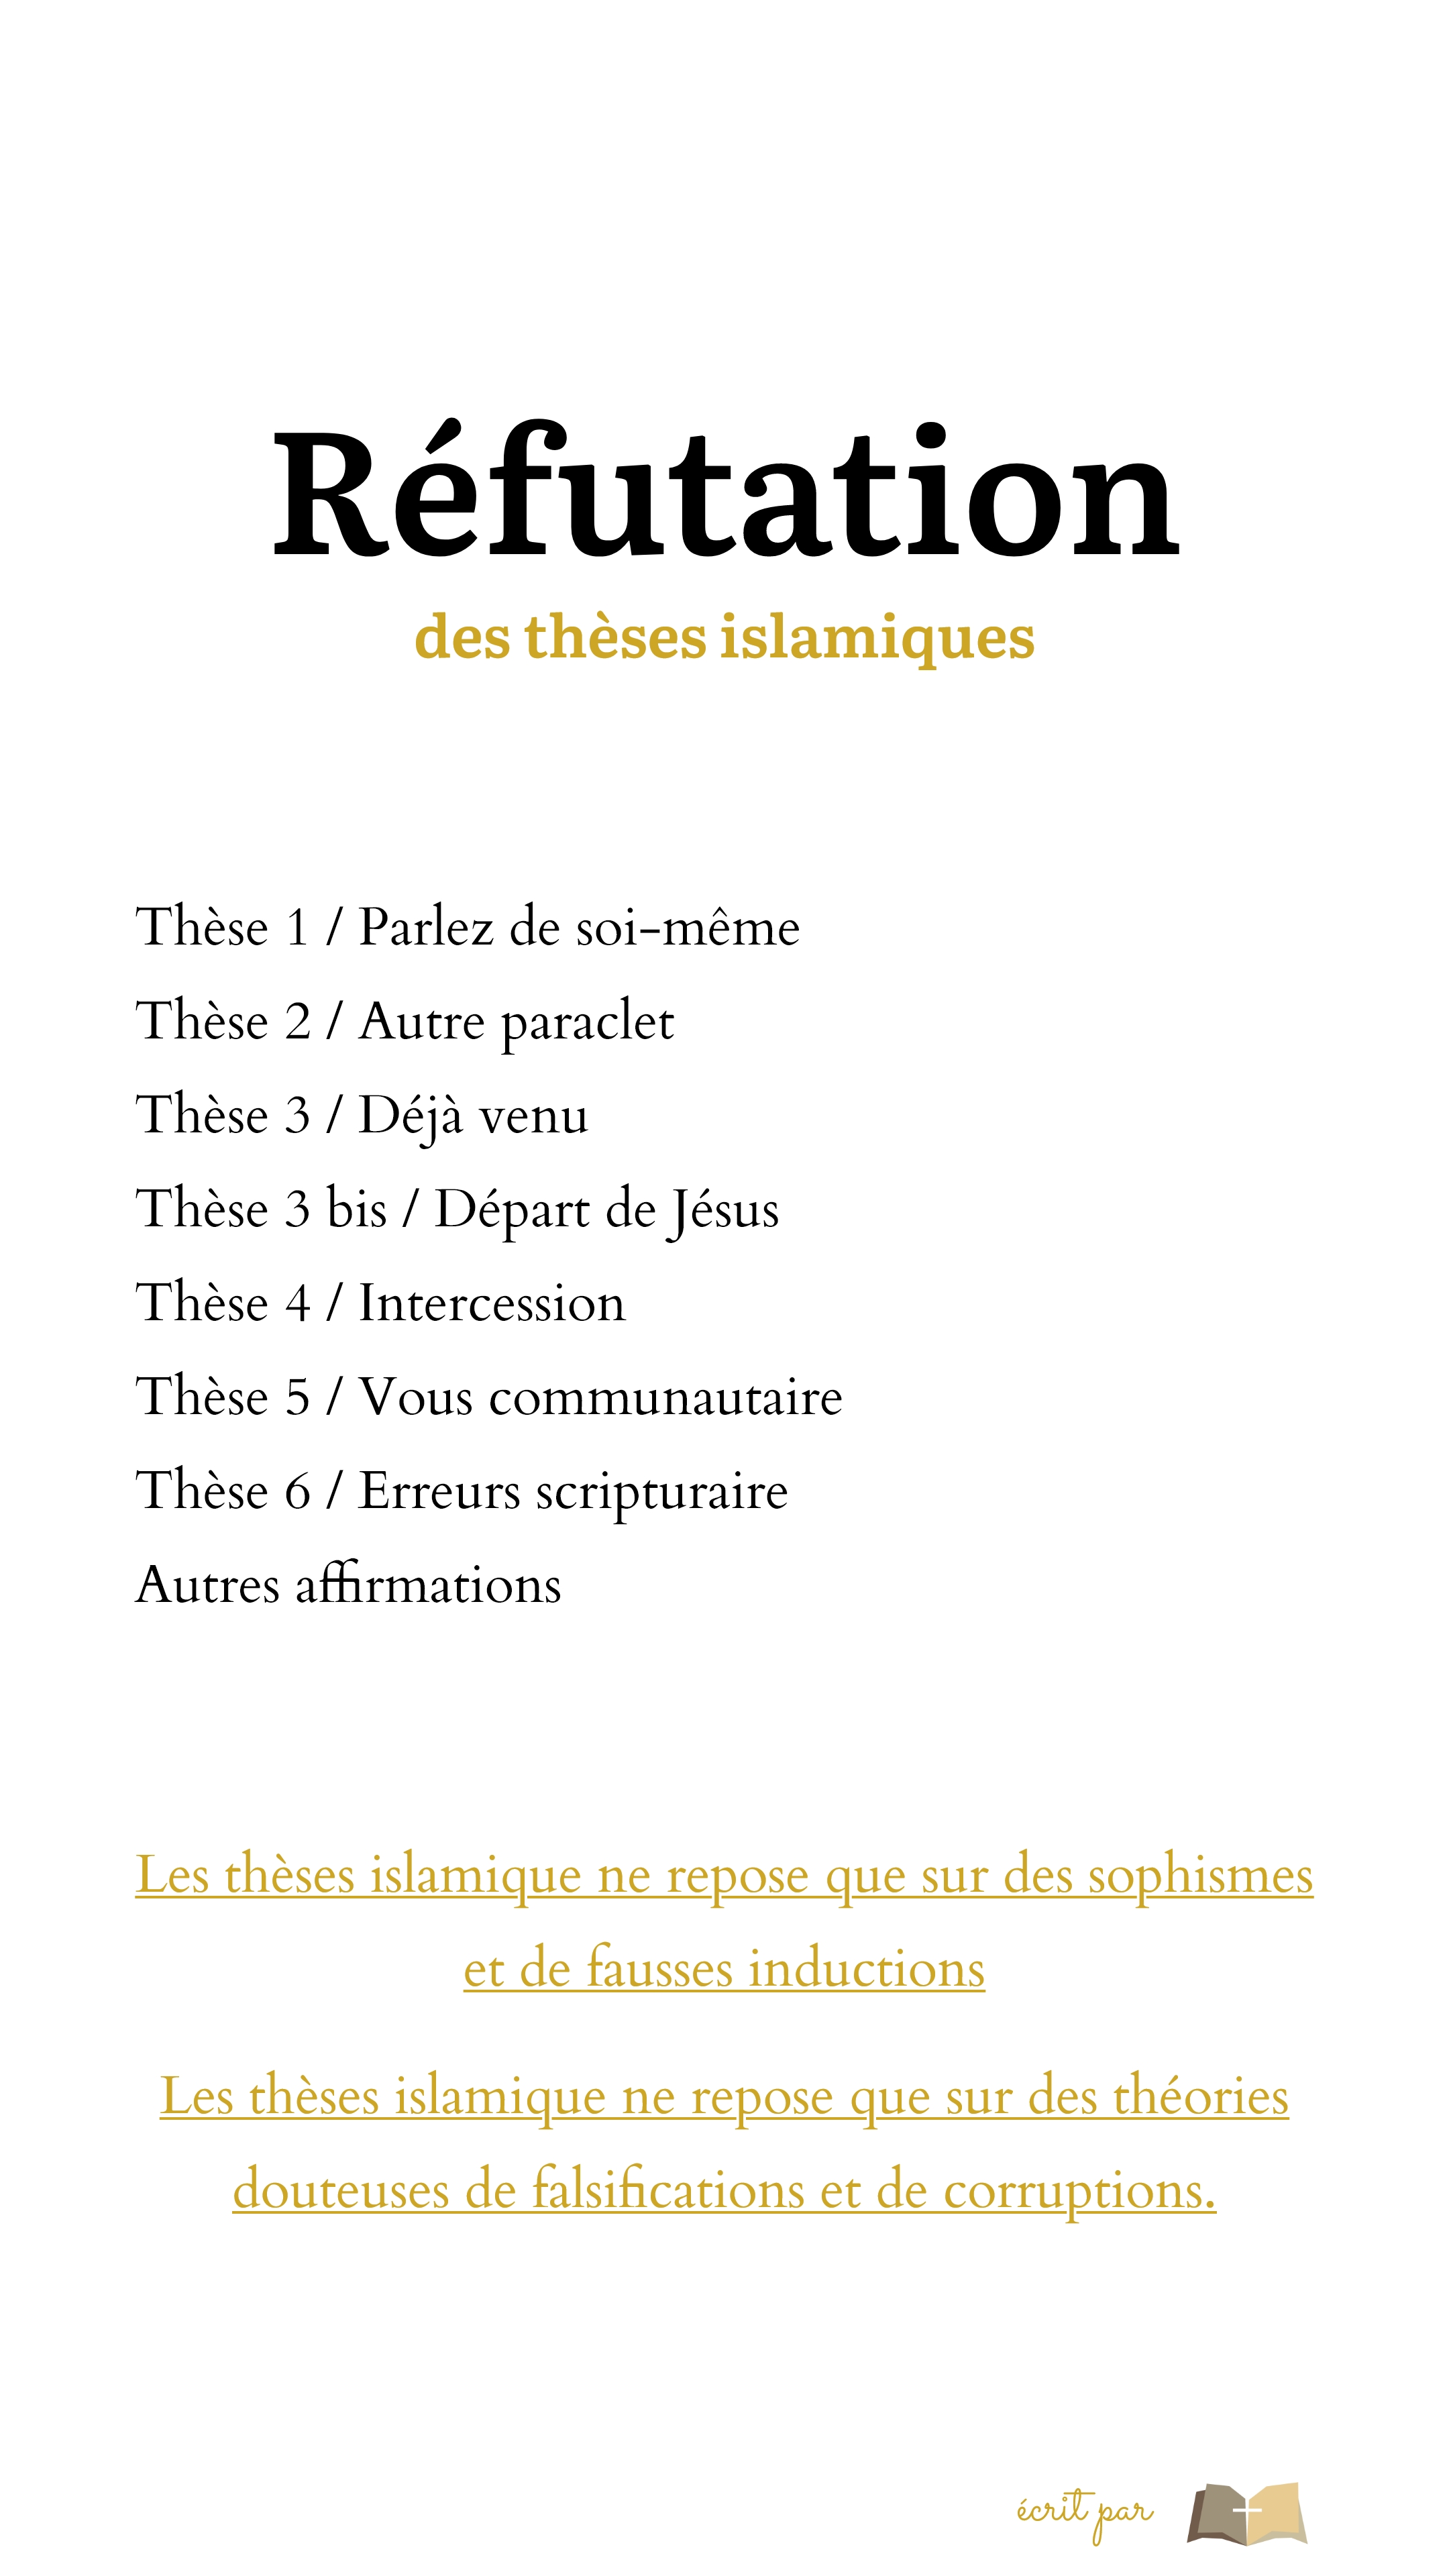 Réfutation
des thèses islamiques
Thèse 1 / Parlez de soi-même
Thèse 2 / Autre paraclet
Thèse 3 / Déjà venu
Thèse 3 bis / Départ de Jésus
Thèse 4 / Intercession
Thèse 5 / Vous communautaire
Thèse 6 / Erreurs scripturaire
Autres affirmations
Les thèses islamique ne repose que sur des sophismes
et de fausses inductions
Les thèses islamique ne repose que sur des théories
douteuses de falsifications et de corruptions.
écrit par